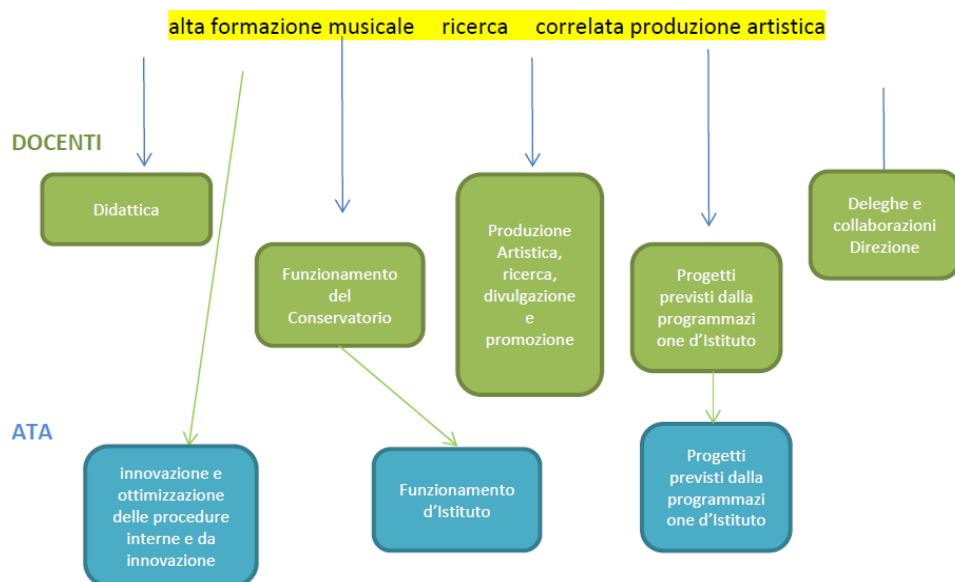 alta formazione musicale ricerca correlata produzione artistica
DOCENTI
Didattica
Funzionamento
del
Conservatorio
Produzione
Artistica,
ricerca,
divulgazione
e
promozione
Progetti
previsti dalla
programmazi
one d’Istituto
Deleghe e
collaborazioni
Direzione
ATA
innovazione e
ottimizzazione
delle procedure
interne e da
innovazione
Funzionamento
d’Istituto
Progetti
previsti dalla
programmazi
one d’Istituto